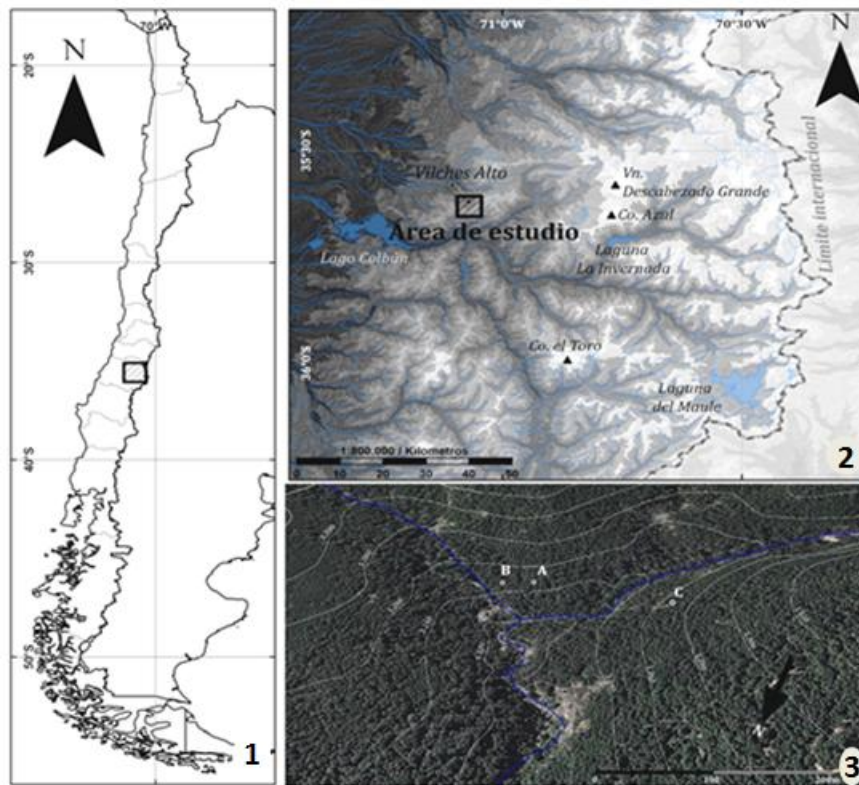 70°W
N
20°S
30°S
40°S
50°S
1
71°0'W
70°30'W
N
35°30'S
36°0'S
Vilches Alto
Vn.
Descabezado Grande
Co. Azul
Área de estudio
Lago Colbún
Laguna
La Invernada
Límite internacional
Co. el Toro
Laguna
del Maule
1:800.000 / Kilometros
0 10 20 30 40 50
2
B
A
C
N
0
3